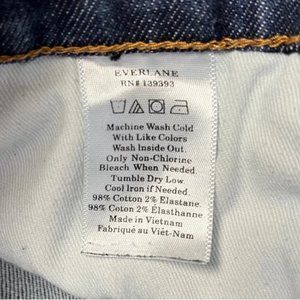 EVERLANE
RN# 139393
Machine Wash Cold
With Like Colors
Wash Inside Out.
Only Non-Chlorine
Bleach When Needed
Tumble Dry Low
Cool Iron if Needed.
98% Cotton 2% Elastane
98% Cotton 2% Elasthanne
Made in Vietnam
Fabriqué au Viêt-Nam